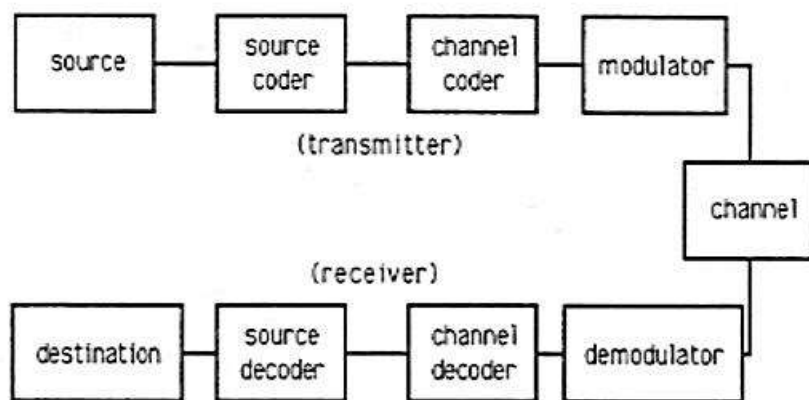 source
source
coder
channel
coder
modulator
(transmitter)
channel
(receiver)
destination
source
decoder
channel
decoder
demodulator